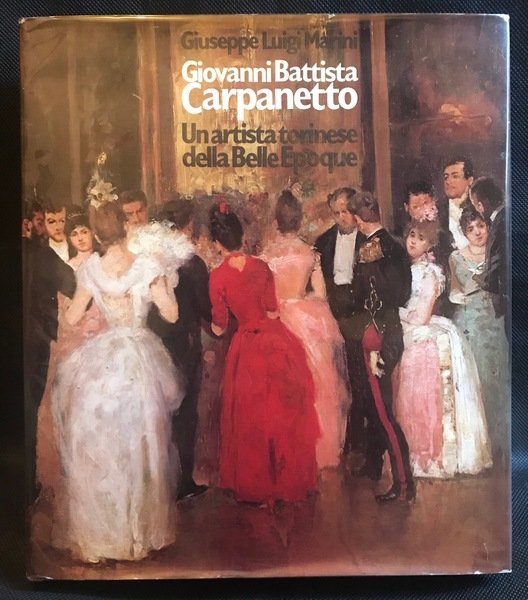 Giuseppe Luigi Marini
Giovanni Battista
Carpanetto
Un artista torinese
della Belle Epoque